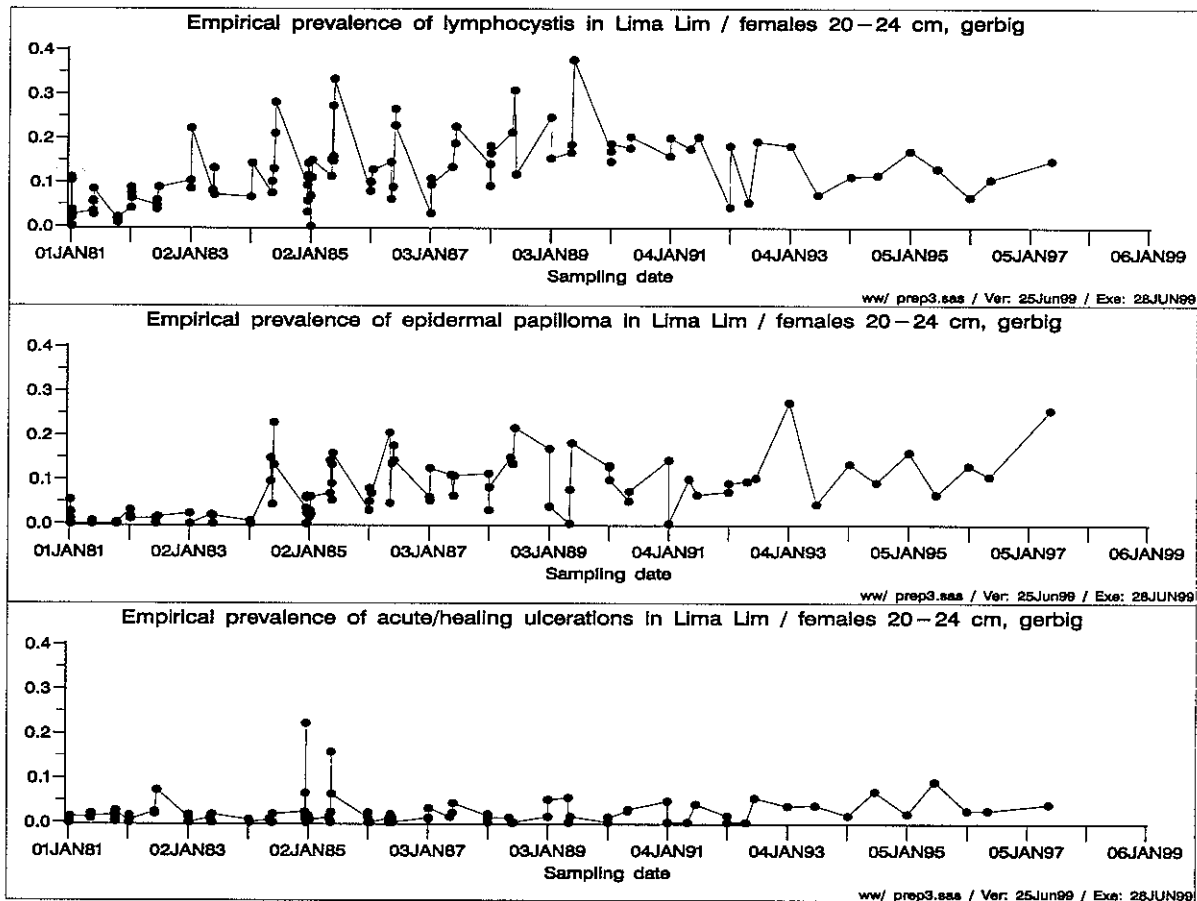 Empirical prevalence of lymphocystis in Lima Lim / females 20-24 cm, gerbig
0.4
0.3
0.2
0.1
0.0
01JAN81 02JAN83 02JAN85 03JAN87 03JAN89 04JAN91 04JAN93 05JAN95 05JAN97 06JAN99
Sampling date
ww/ prep3.sas / Ver: 25Jun99 / Exe: 28JUN99
Empirical prevalence of epidermal papilloma in Lima Lim / females 20-24 cm, gerbig
0.4
0.3
0.2
0.1
0.0
01JAN81 02JAN83 02JAN85 03JAN87 03JAN89 04JAN91 04JAN93 05JAN95 05JAN97 06JAN99
Sampling date
ww/ prep3.sas / Ver: 25Jun99 / Exe: 28JUN99
Empirical prevalence of acute/healing ulcerations in Lima Lim / females 20-24 cm, gerbig
0.4
0.3
0.2
0.1
0.0
01JAN81 02JAN83 02JAN85 03JAN87 03JAN89 04JAN91 04JAN93 05JAN95 05JAN97 06JAN99
Sampling date
ww/ prep3.sas / Ver: 25Jun99 / Exe: 28JUN99